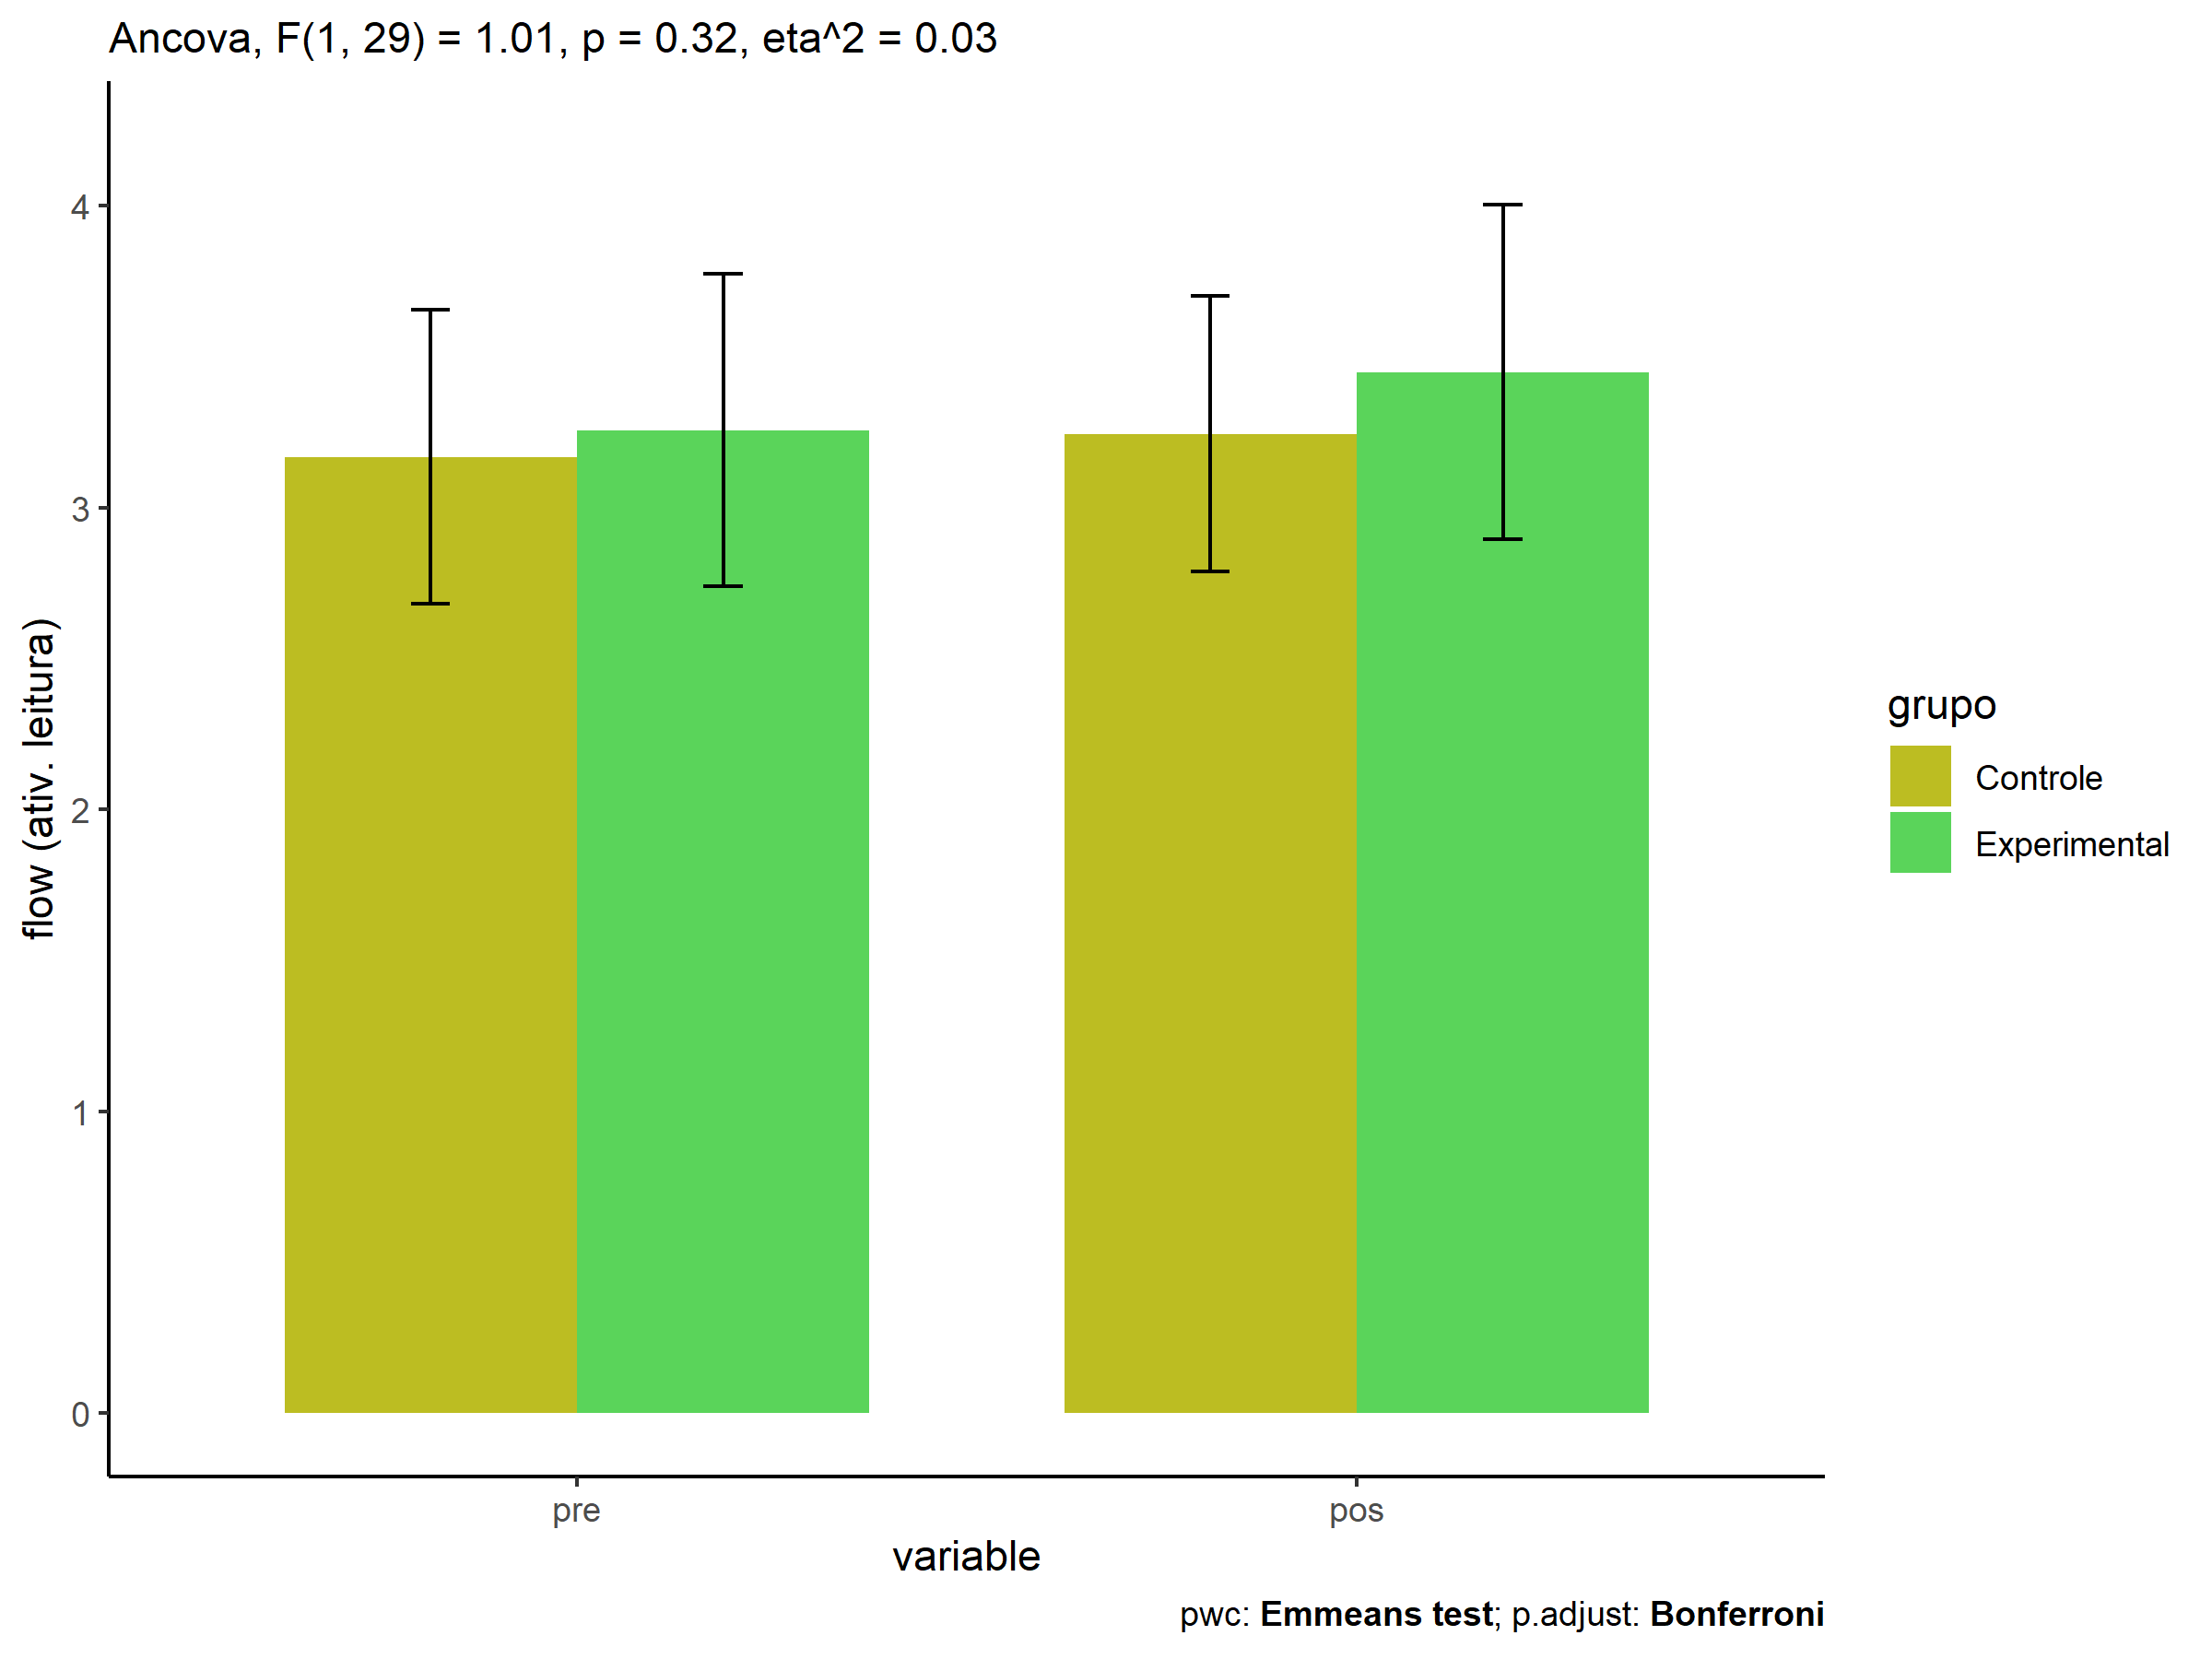 Ancova, F(1, 29) = 1.01, p = 0.32, eta^2 = 0.03
flow (ativ. leitura)
4
3
2
1
0
pre
pos
variable
grupo
Controle
Experimental
pwc: Emmeans test; p.adjust: Bonferroni